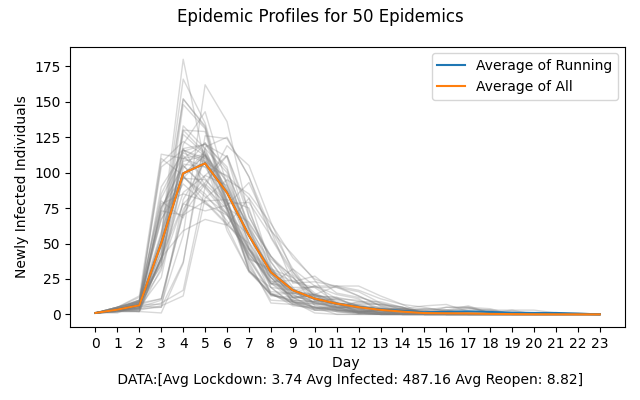 Epidemic Profiles for 50 Epidemics
Average of Running
Average of All
175
150
125
100
75
50
25
0
Newly Infected Individuals
0 1 2 3 4 5 6 7 8 9 10 11 12 13 14 15 16 17 18 19 20 21 22 23
Day
DATA:[Avg Lockdown: 3.74 Avg Infected: 487.16 Avg Reopen: 8.82]